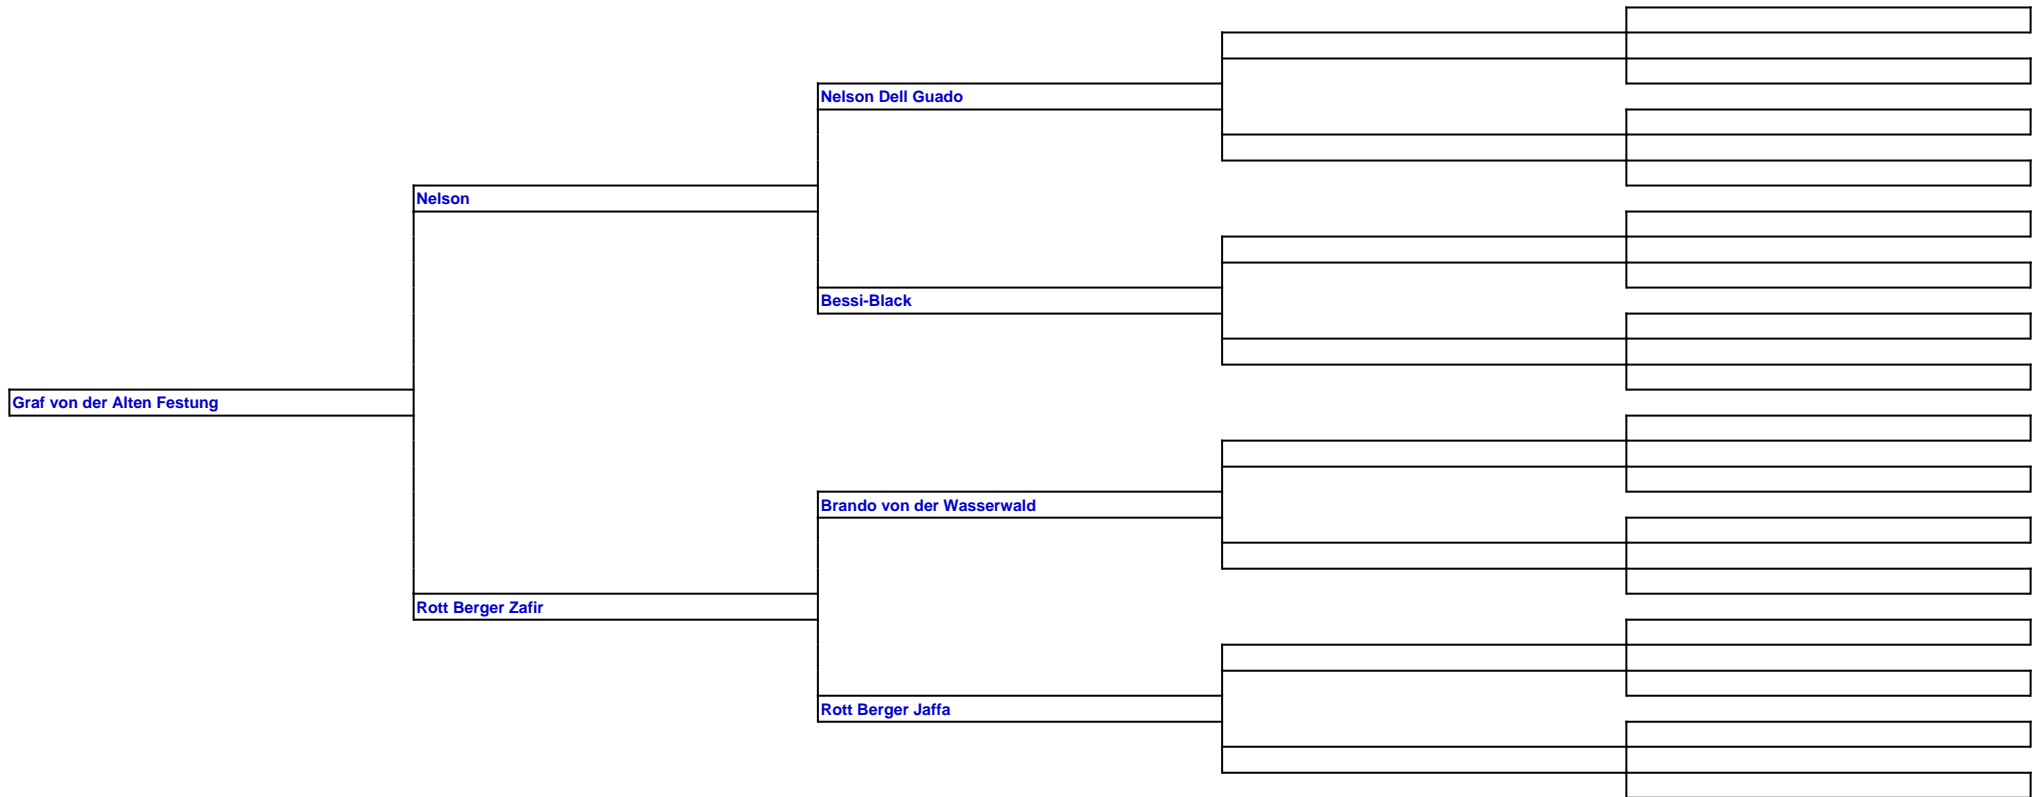 Nelson Dell Guado
Nelson
Bessi-Black
Graf von der Alten Festung
Brando von der Wasserwald
Rott Berger Zafir
Rott Berger Jaffa